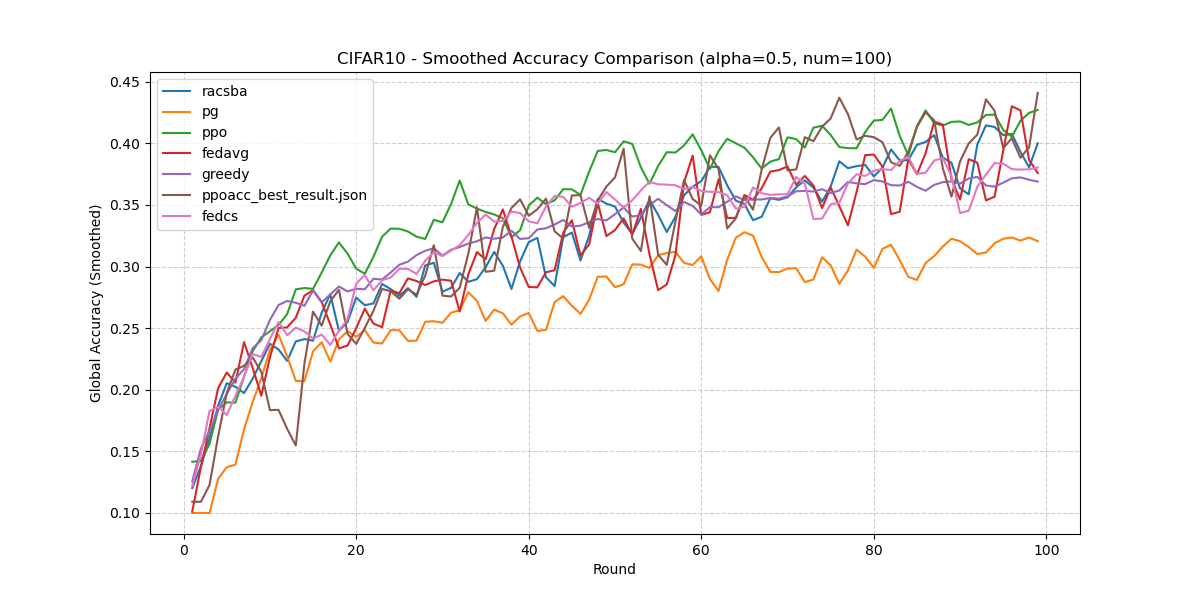 CIFAR10 - Smoothed Accuracy Comparison (alpha=0.5, num=100)
Global Accuracy (Smoothed)
0.45
0.40
0.35
0.30
0.25
0.20
0.15
0.10
racsba
pg
ppo
fedavg
greedy
ppoacc_best_result.json
fedcs
0 20 40 60 80 100
Round